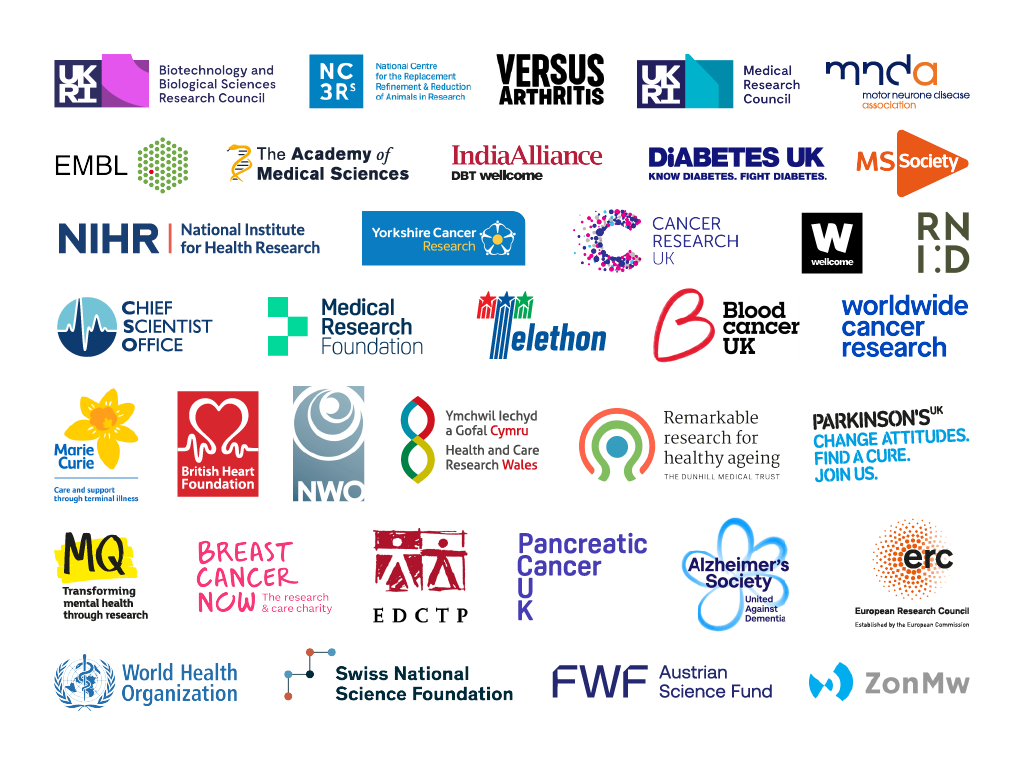 UK
RI
Biotechnology and
Biological Sciences
Research Council
NC
3Rs
National Centre
for the Replacement
Refinement & Reduction
of Animals in Research
VERSUS
ARTHRITIS
UK
RI
Medical
Research
Council
mnda
motor neurone disease
association
EMBL
The Academy of
Medical Sciences
IndiaAlliance
DBT wellcome
DiABETES UK
KNOW DIABETES. FIGHT DIABETES.
MS Society
NIHR
National Institute
for Health Research
Yorkshire Cancer
Research
CANCER
RESEARCH
UK
W
wellcome
RN
I:D
CHIEF
SCIENTIST
OFFICE
Medical
Research
Foundation
Telethon
Blood
cancer
UK
worldwide
cancer
research
Marie
Curie
Care and support
through terminal illness
British Heart
Foundation
NWO
Ymchwil Iechyd
a Gofal Cymru
Health and Care
Research Wales
Remarkable
research for
healthy ageing
THE DUNHILL MEDICAL TRUST
PARKINSON'S UK
CHANGE ATTITUDES.
FIND A CURE.
JOIN US.
MQ
Transforming
mental health
through research
BREAST
CANCER
NOW
The research
& care charity
EDCTP
Pancreatic
Cancer
U
K
Alzheimer's
Society
United
Against
Dementia
erc
European Research Council
Established by the European Commission
World Health
Organization
Swiss National
Science Foundation
FWF
Austrian
Science Fund
ZonMw